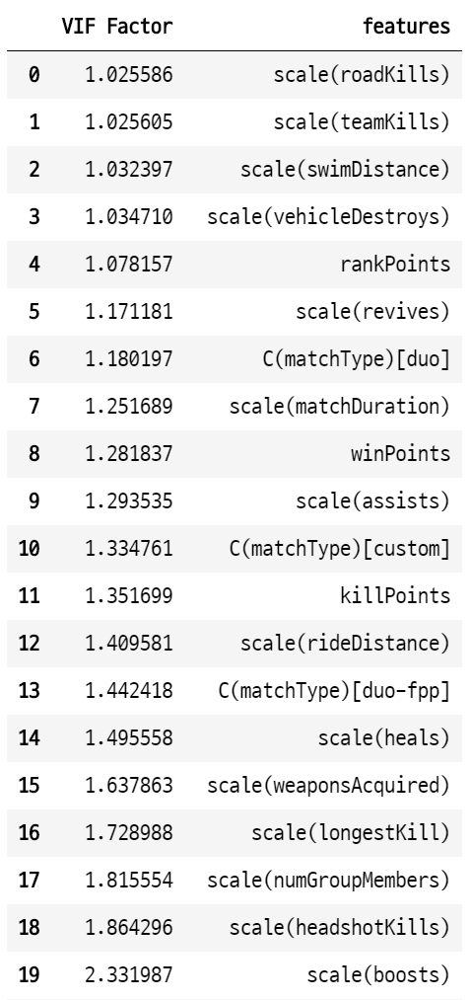 VIF Factor features
0 1.025586 scale(roadKills)
1 1.025605 scale(teamKills)
2 1.032397 scale(swimDistance)
3 1.034710 scale(vehicleDestroys)
4 1.078157 rankPoints
5 1.171181 scale(revives)
6 1.180197 C(matchType)[duo]
7 1.251689 scale(matchDuration)
8 1.281837 winPoints
9 1.293535 scale(assists)
10 1.334761 C(matchType)[custom]
11 1.351699 killPoints
12 1.409581 scale(rideDistance)
13 1.442418 C(matchType)[duo-fpp]
14 1.495558 scale(heals)
15 1.637863 scale(weaponsAcquired)
16 1.728988 scale(longestKill)
17 1.815554 scale(numGroupMembers)
18 1.864296 scale(headshotKills)
19 2.331987 scale(boosts)